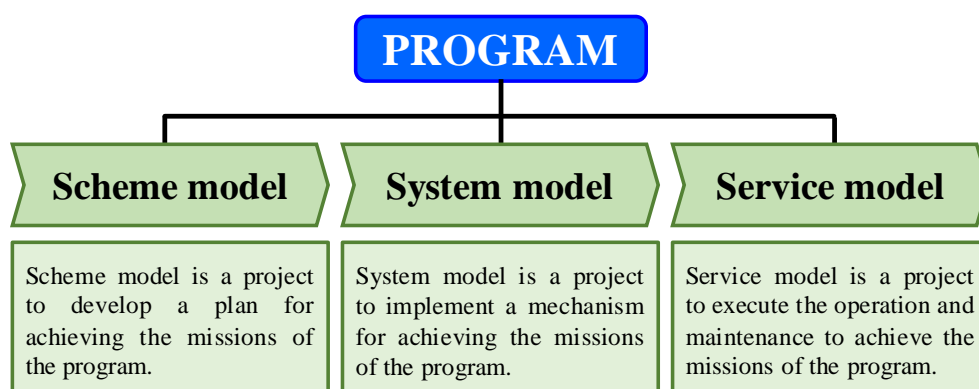 PROGRAM
Scheme model
System model
Service model
Scheme model is a project
to develop a plan for
achieving the missions of
the program.
System model is a project
to implement a mechanism
for achieving the missions
of the program.
Service model is a project
to execute the operation and
maintenance to achieve the
missions of the program.